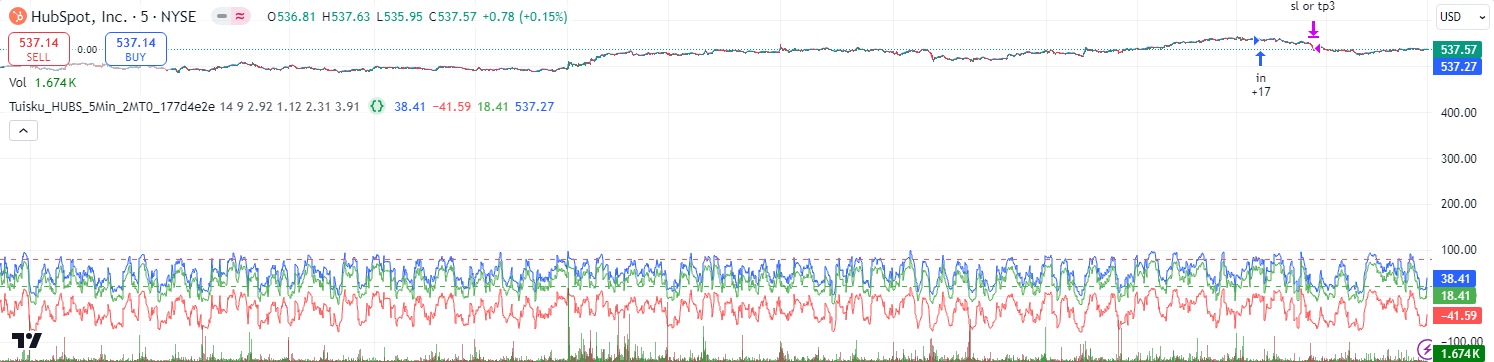 HubSpot, Inc. · 5 · NYSE O536.81 H537.63 L535.95 C537.57 +0.78 (+0.15%)
sl or tp3
USD
537.14 SELL 0.00 537.14 BUY
537.57
537.27
Vol 1.674K
in
+17
Tuisku_HUBS_5Min_2MT0_177d4e2e 14 9 2.92 1.12 2.31 3.91 {} 38.41 −41.59 18.41 537.27
400.00
300.00
200.00
100.00
38.41
18.41
−41.59
−100.00
1.674K